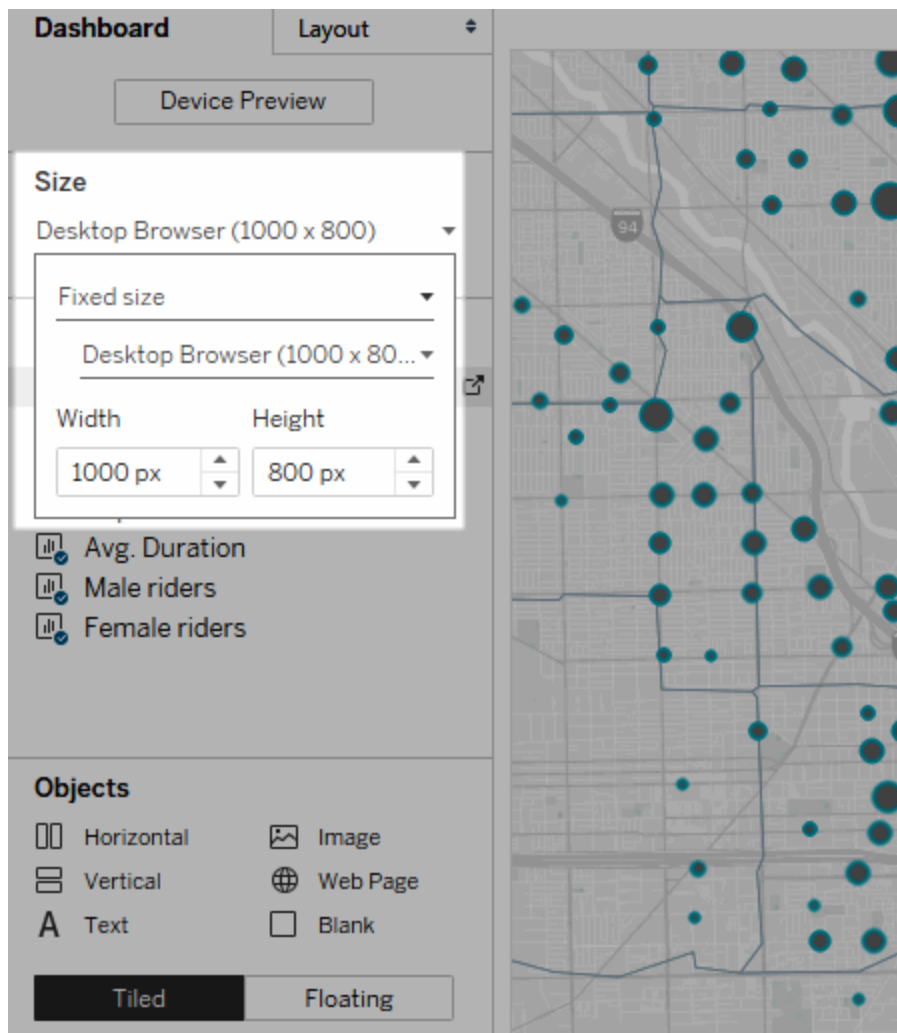 Dashboard
Layout
Device Preview
Size
Desktop Browser (1000 x 800)
Fixed size
Desktop Browser (1000 x 80...
Width Height
1000 px 800 px
Avg. Duration
Male riders
Female riders
Objects
Horizontal Image
Vertical Web Page
A Text Blank
Tiled Floating
94